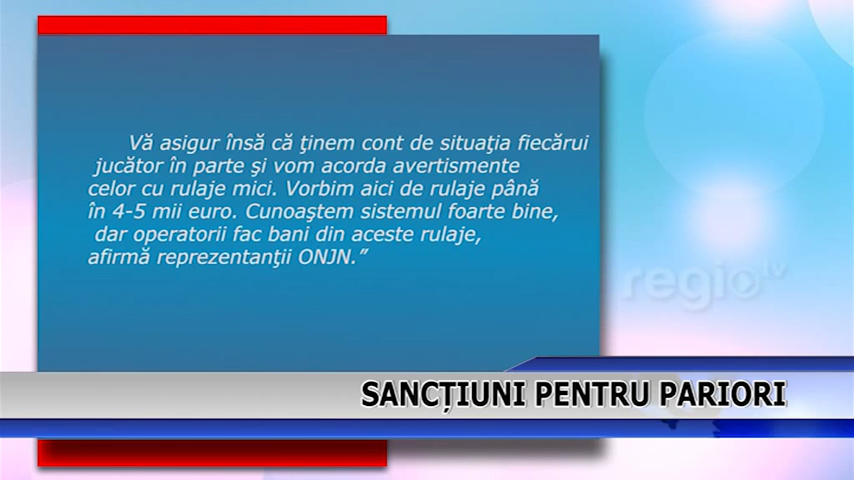 Vă asigur însă că ţinem cont de situaţia fiecărui
jucător în parte şi vom acorda avertismente
celor cu rulaje mici. Vorbim aici de rulaje până
în 4-5 mii euro. Cunoaştem sistemul foarte bine,
dar operatorii fac bani din aceste rulaje,
afirmă reprezentanţii ONJN.”
regio tv
SANCȚIUNI PENTRU PARIORI